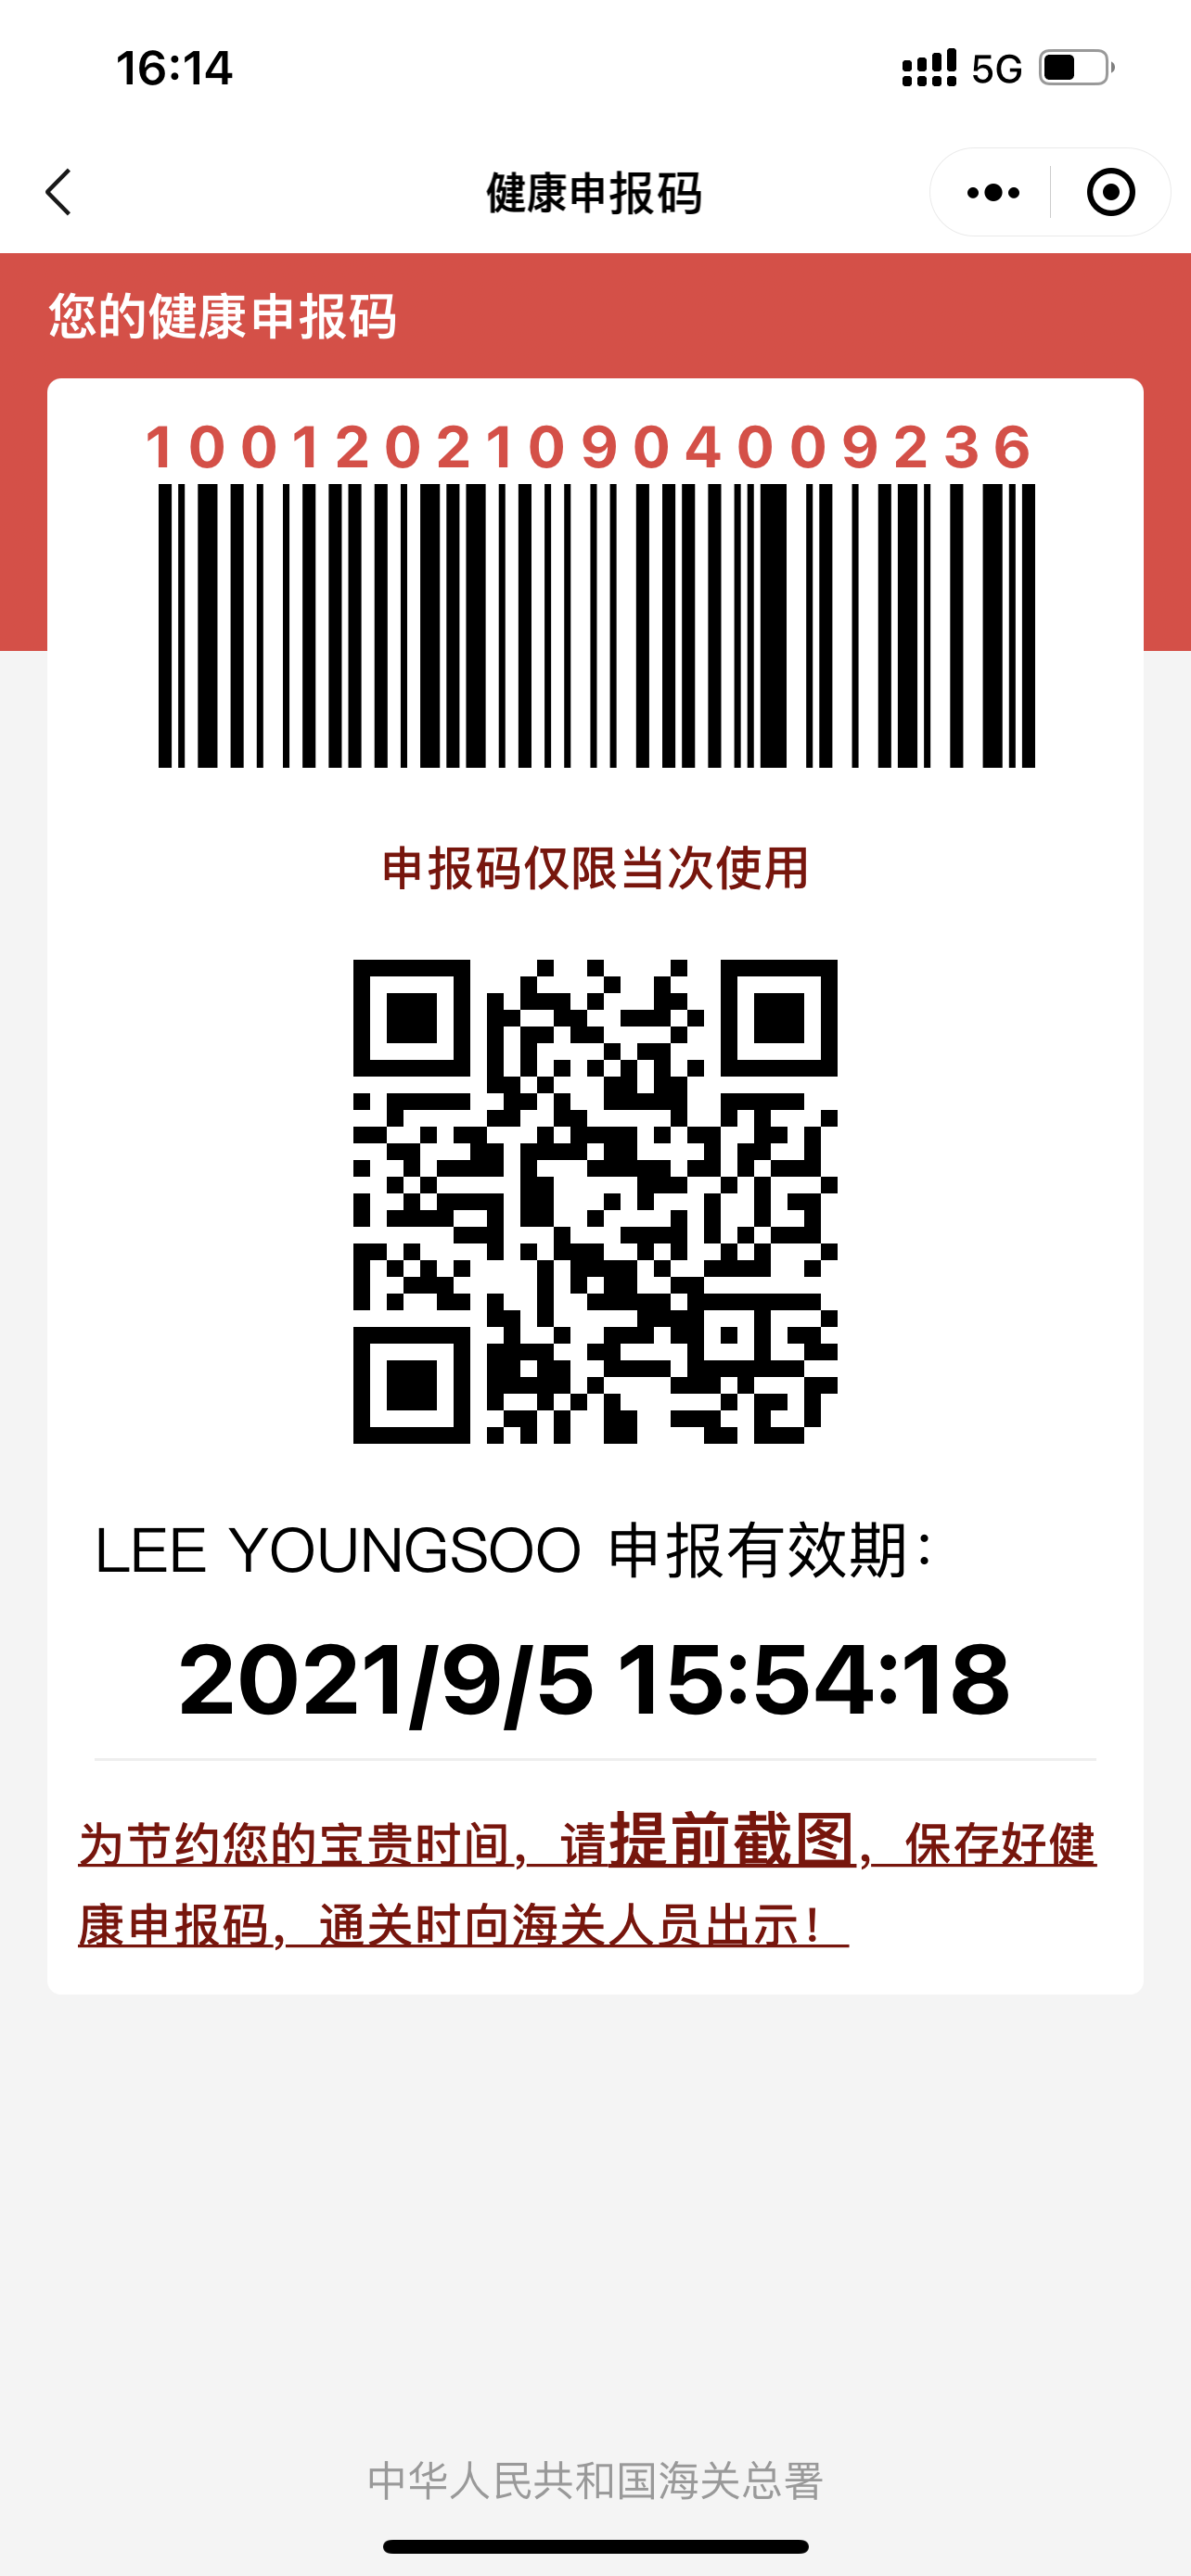 16:14
5G
健康申报码
您的健康申报码
100120210904009236
申报码仅限当次使用
LEE YOUNGSOO 申报有效期：
2021/9/5 15:54:18
为节约您的宝贵时间，请提前截图，保存好健
康申报码，通关时向海关人员出示！
中华人民共和国海关总署